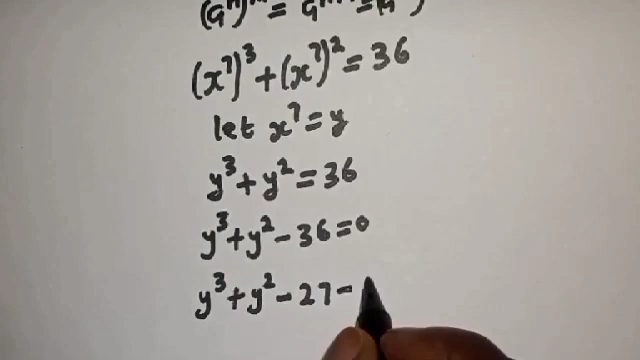 (x⁷)³ + (x⁷)² = 36
let x⁷ = y
y³ + y² = 36
y³ + y² - 36 = 0
y³ + y² - 27 -